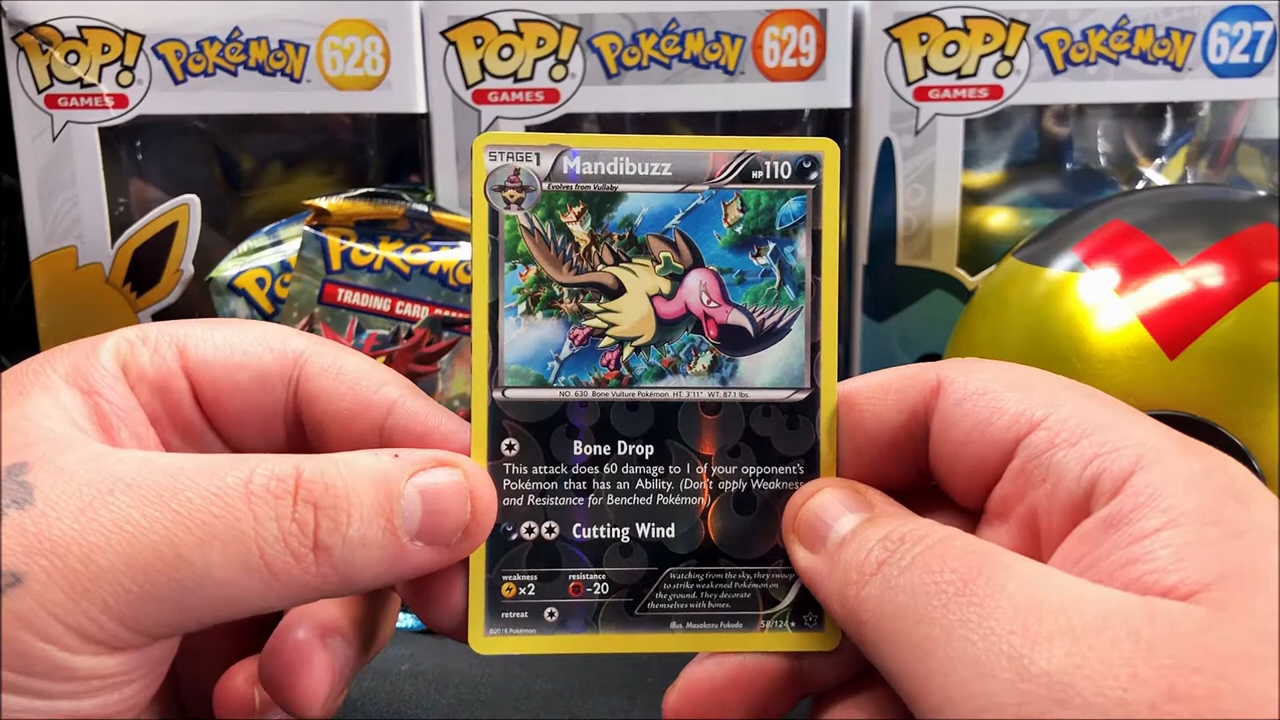 POP!
GAMES
POKéMON
628
POP!
GAMES
POKéMON
629
POP!
GAMES
POKéMON
627
Pokémon
TRADING CARD
STAGE1
Mandibuzz
HP 110
Evolves from Vullaby
NO. 630 Bone Vulture Pokémon HT: 3'11" WT: 87.1 lbs.
Bone Drop
This attack does 60 damage to 1 of your opponent's
Pokémon that has an Ability. (Don't apply Weakness
and Resistance for Benched Pokémon.)
Cutting Wind
weakness
×2
resistance
-20
retreat
Watching from the sky, they swoop
to strike weakened Pokémon on
the ground. They decorate
themselves with bones.
©2016 Pokémon
Illus. Masakazu Fukuda
58/124 ★